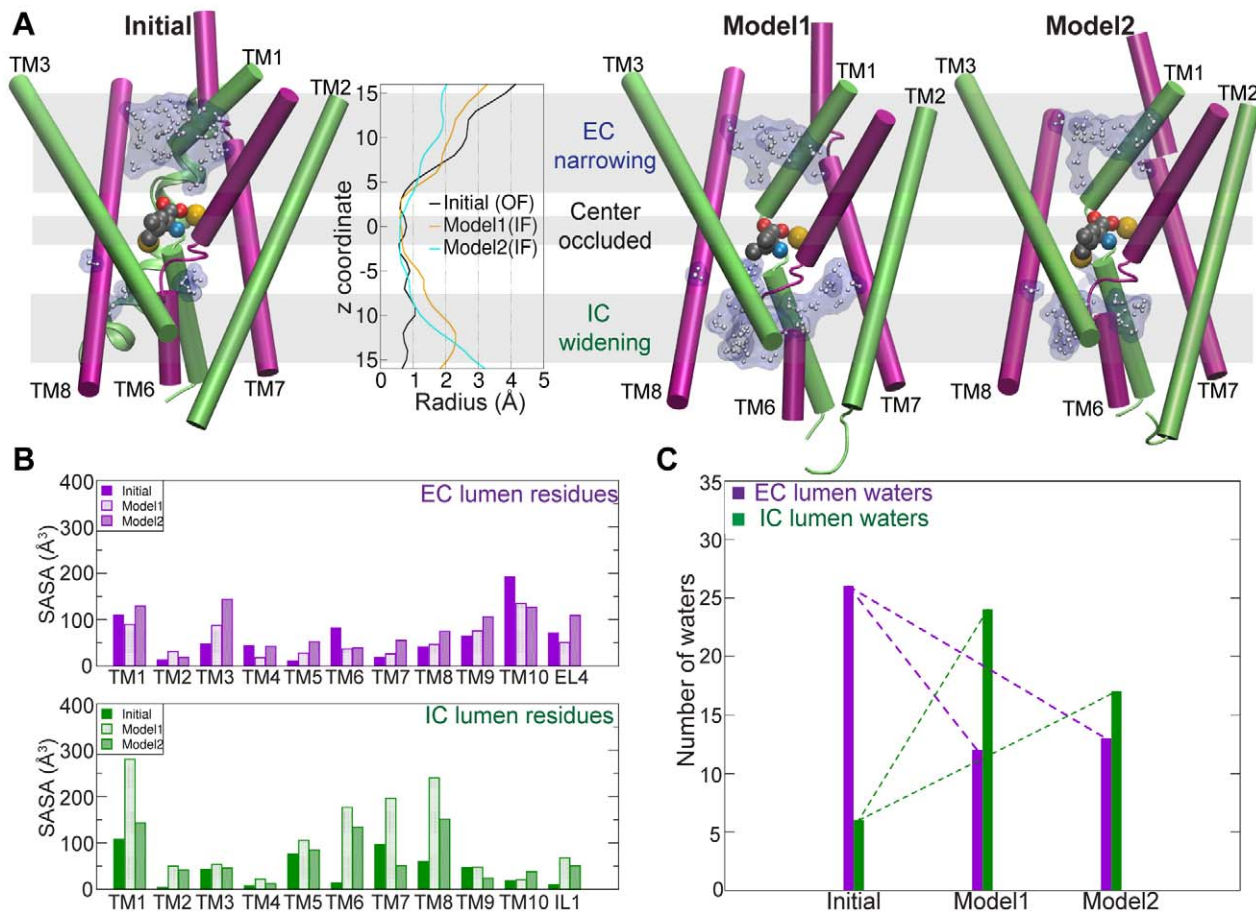 A
Initial
TM3
TM1
TM2
TM8
TM6
TM7
15
10
5
0
-5
10
15
z coordinate
Initial (OF)
Model1(IF)
Model2(IF)
0 1 2 3 4 5
Radius (Å)
EC
narrowing
Center
occluded
IC
widening
Model1
TM3
TM1
TM2
TM8
TM6
TM7
Model2
TM3
TM1
TM2
TM8
TM6
TM7
B
400
300
200
100
0
SASA (Å³)
Initial
Model1
Model2
EC lumen residues
TM1 TM2 TM3 TM4 TM5 TM6 TM7 TM8 TM9 TM10 EL4
400
300
200
100
0
SASA (Å³)
Initial
Model1
Model2
IC lumen residues
TM1 TM2 TM3 TM4 TM5 TM6 TM7 TM8 TM9 TM10 IL1
C
35
30
25
20
15
10
5
0
Number of waters
EC lumen waters
IC lumen waters
Initial Model1 Model2